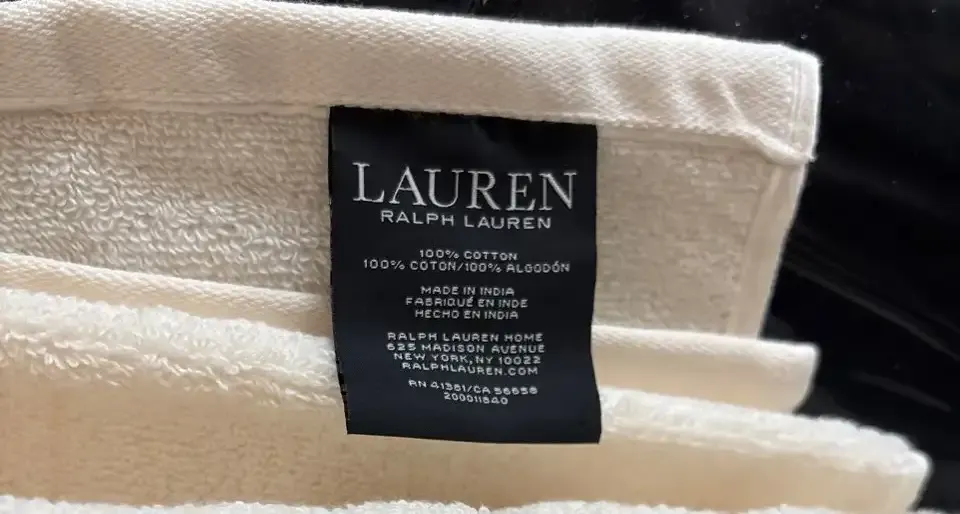 LAUREN
RALPH LAUREN
100% COTTON
100% COTON/100% ALGODÓN
MADE IN INDIA
FABRIQUÉ EN INDE
HECHO EN INDIA
RALPH LAUREN HOME
625 MADISON AVENUE
NEW YORK, NY 10022
RALPHLAUREN.COM
RN 41381/CA 56658
200011840